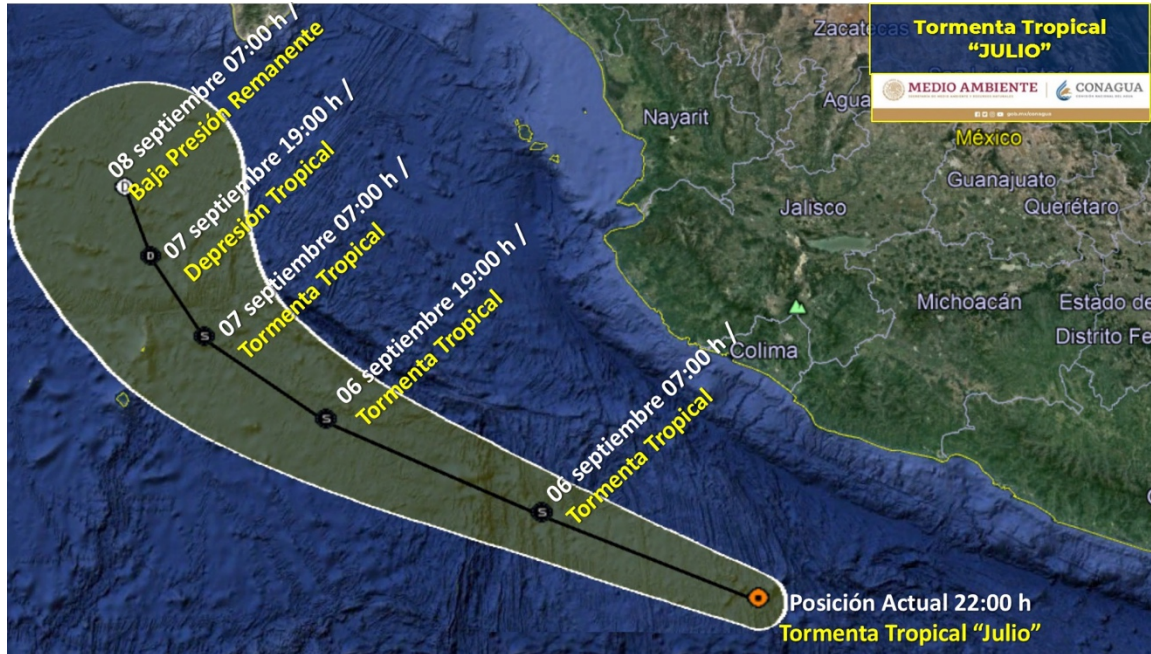 Tormenta Tropical
“JULIO”
MEDIO AMBIENTE
CONAGUA
México
Zacatecas
Nayarit
Agua
Guanajuato
Querétaro
Jalisco
Michoacán
Estado de
Distrito Fe
Colima
08 septiembre 07:00 h /
Baja Presión Remanente
07 septiembre 19:00 h /
Depresión Tropical
07 septiembre 07:00 h /
Tormenta Tropical
06 septiembre 19:00 h /
Tormenta Tropical
06 septiembre 07:00 h /
Tormenta Tropical
D
D
S
S
S
Posición Actual 22:00 h
Tormenta Tropical “Julio”